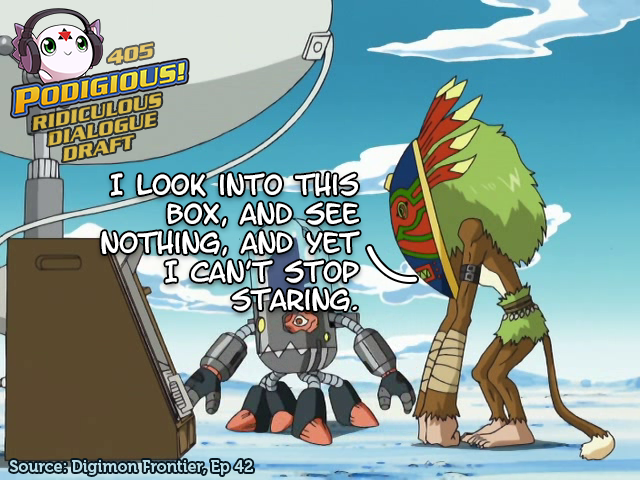 405
PODIGIOUS!
RIDICULOUS
DIALOGUE
DRAFT
I LOOK INTO THIS
BOX, AND SEE
NOTHING, AND YET
I CAN'T STOP
STARING.
Source: Digimon Frontier, Ep 42